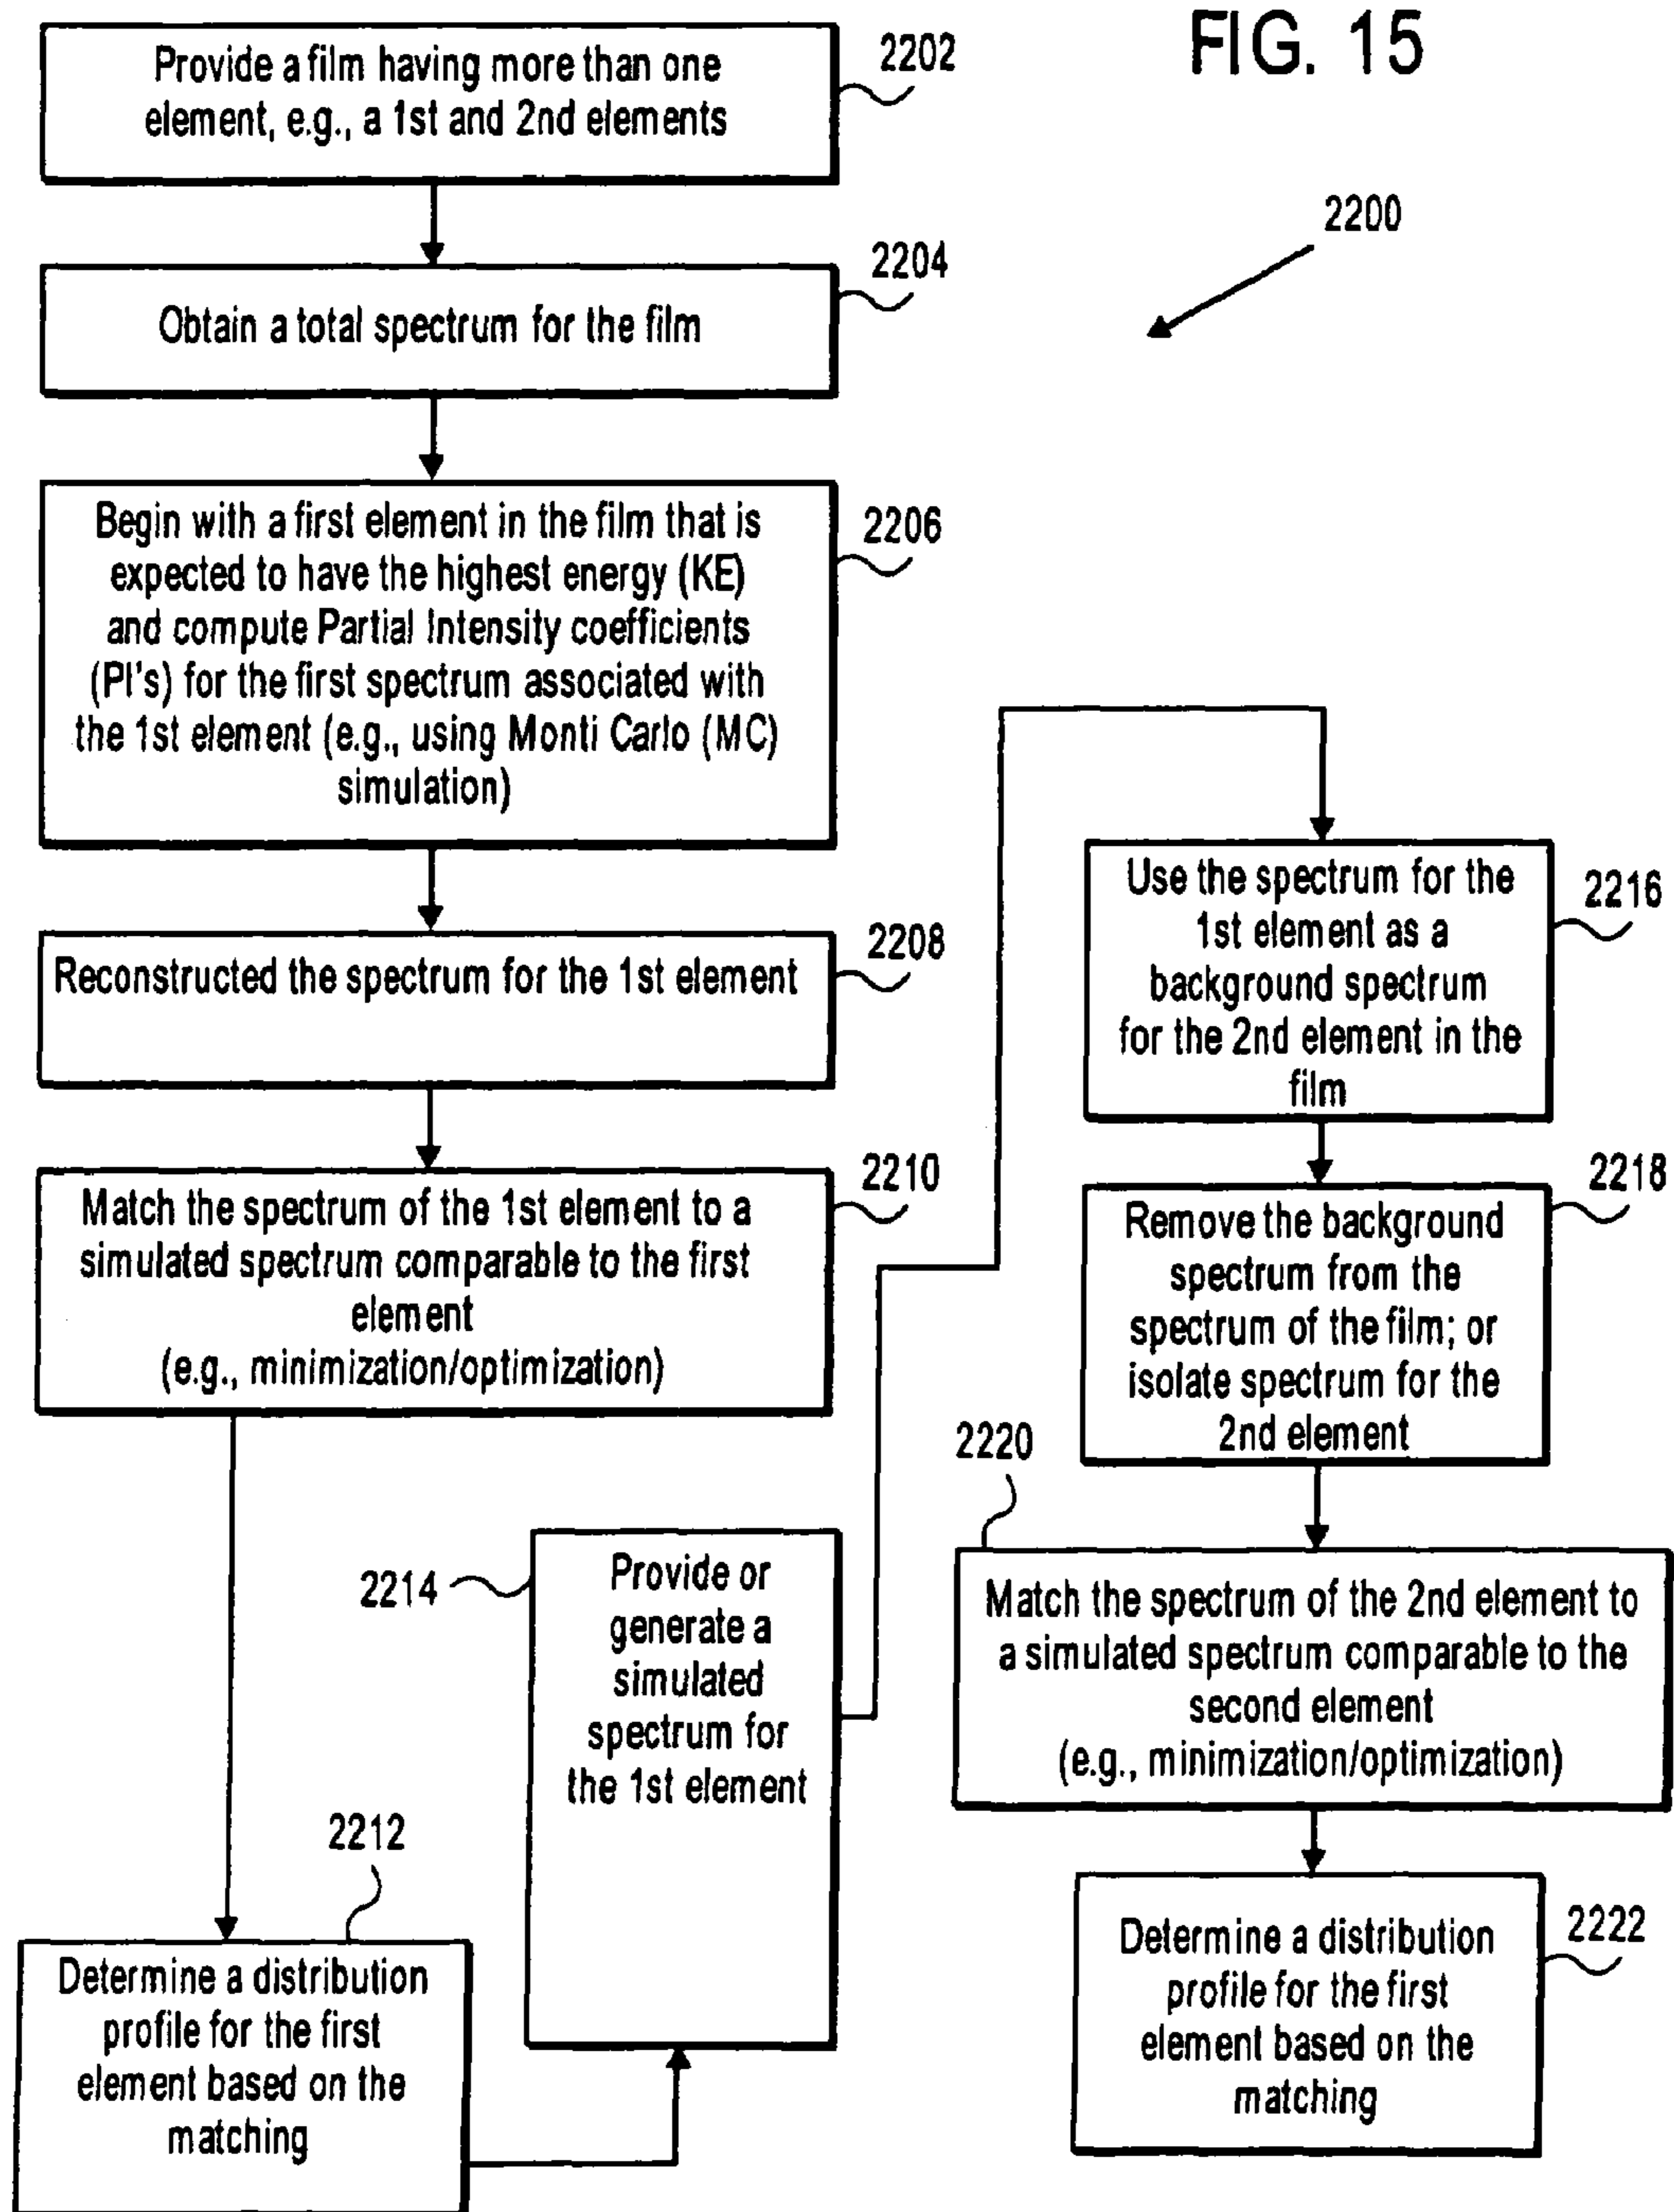 FIG. 15
2200
Provide a film having more than one
element, e.g., a 1st and 2nd elements
2202
Obtain a total spectrum for the film
2204
Begin with a first element in the film that is
expected to have the highest energy (KE)
and compute Partial Intensity coefficients
(PI's) for the first spectrum associated with
the 1st element (e.g., using Monti Carlo (MC)
simulation)
2206
Reconstructed the spectrum for the 1st element
2208
Match the spectrum of the 1st element to a
simulated spectrum comparable to the first
element
(e.g., minimization/optimization)
2210
2212
Determine a distribution
profile for the first
element based on the
matching
2214
Provide or
generate a
simulated
spectrum for
the 1st element
Use the spectrum for the
1st element as a
background spectrum
for the 2nd element in the
film
2216
Remove the background
spectrum from the
spectrum of the film; or
isolate spectrum for the
2nd element
2218
2220
Match the spectrum of the 2nd element to
a simulated spectrum comparable to the
second element
(e.g., minimization/optimization)
Determine a distribution
profile for the first
element based on the
matching
2222